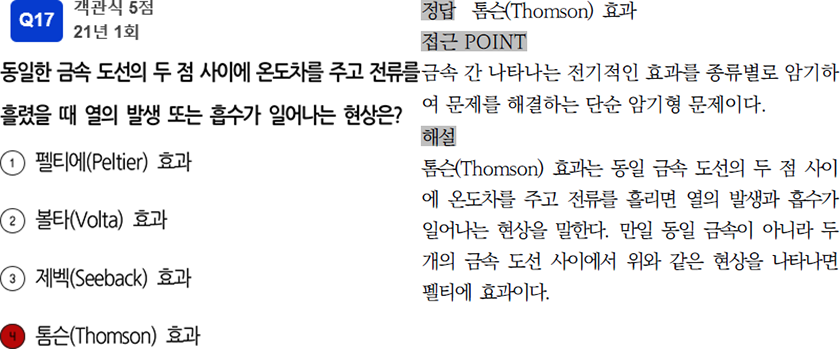 Q17
객관식 5점
21년 1회
동일한 금속 도선의 두 점 사이에 온도차를 주고 전류를
흘렸을 때 열의 발생 또는 흡수가 일어나는 현상은?
1 펠티에(Peltier) 효과
2 볼타(Volta) 효과
3 제벡(Seeback) 효과
4 톰슨(Thomson) 효과
정답 톰슨(Thomson) 효과
접근 POINT
금속 간 나타나는 전기적인 효과를 종류별로 암기하
여 문제를 해결하는 단순 암기형 문제이다.
해설
톰슨(Thomson) 효과는 동일 금속 도선의 두 점 사이
에 온도차를 주고 전류를 흘리면 열의 발생과 흡수가
일어나는 현상을 말한다. 만일 동일 금속이 아니라 두
개의 금속 도선 사이에서 위와 같은 현상을 나타나면
펠티에 효과이다.